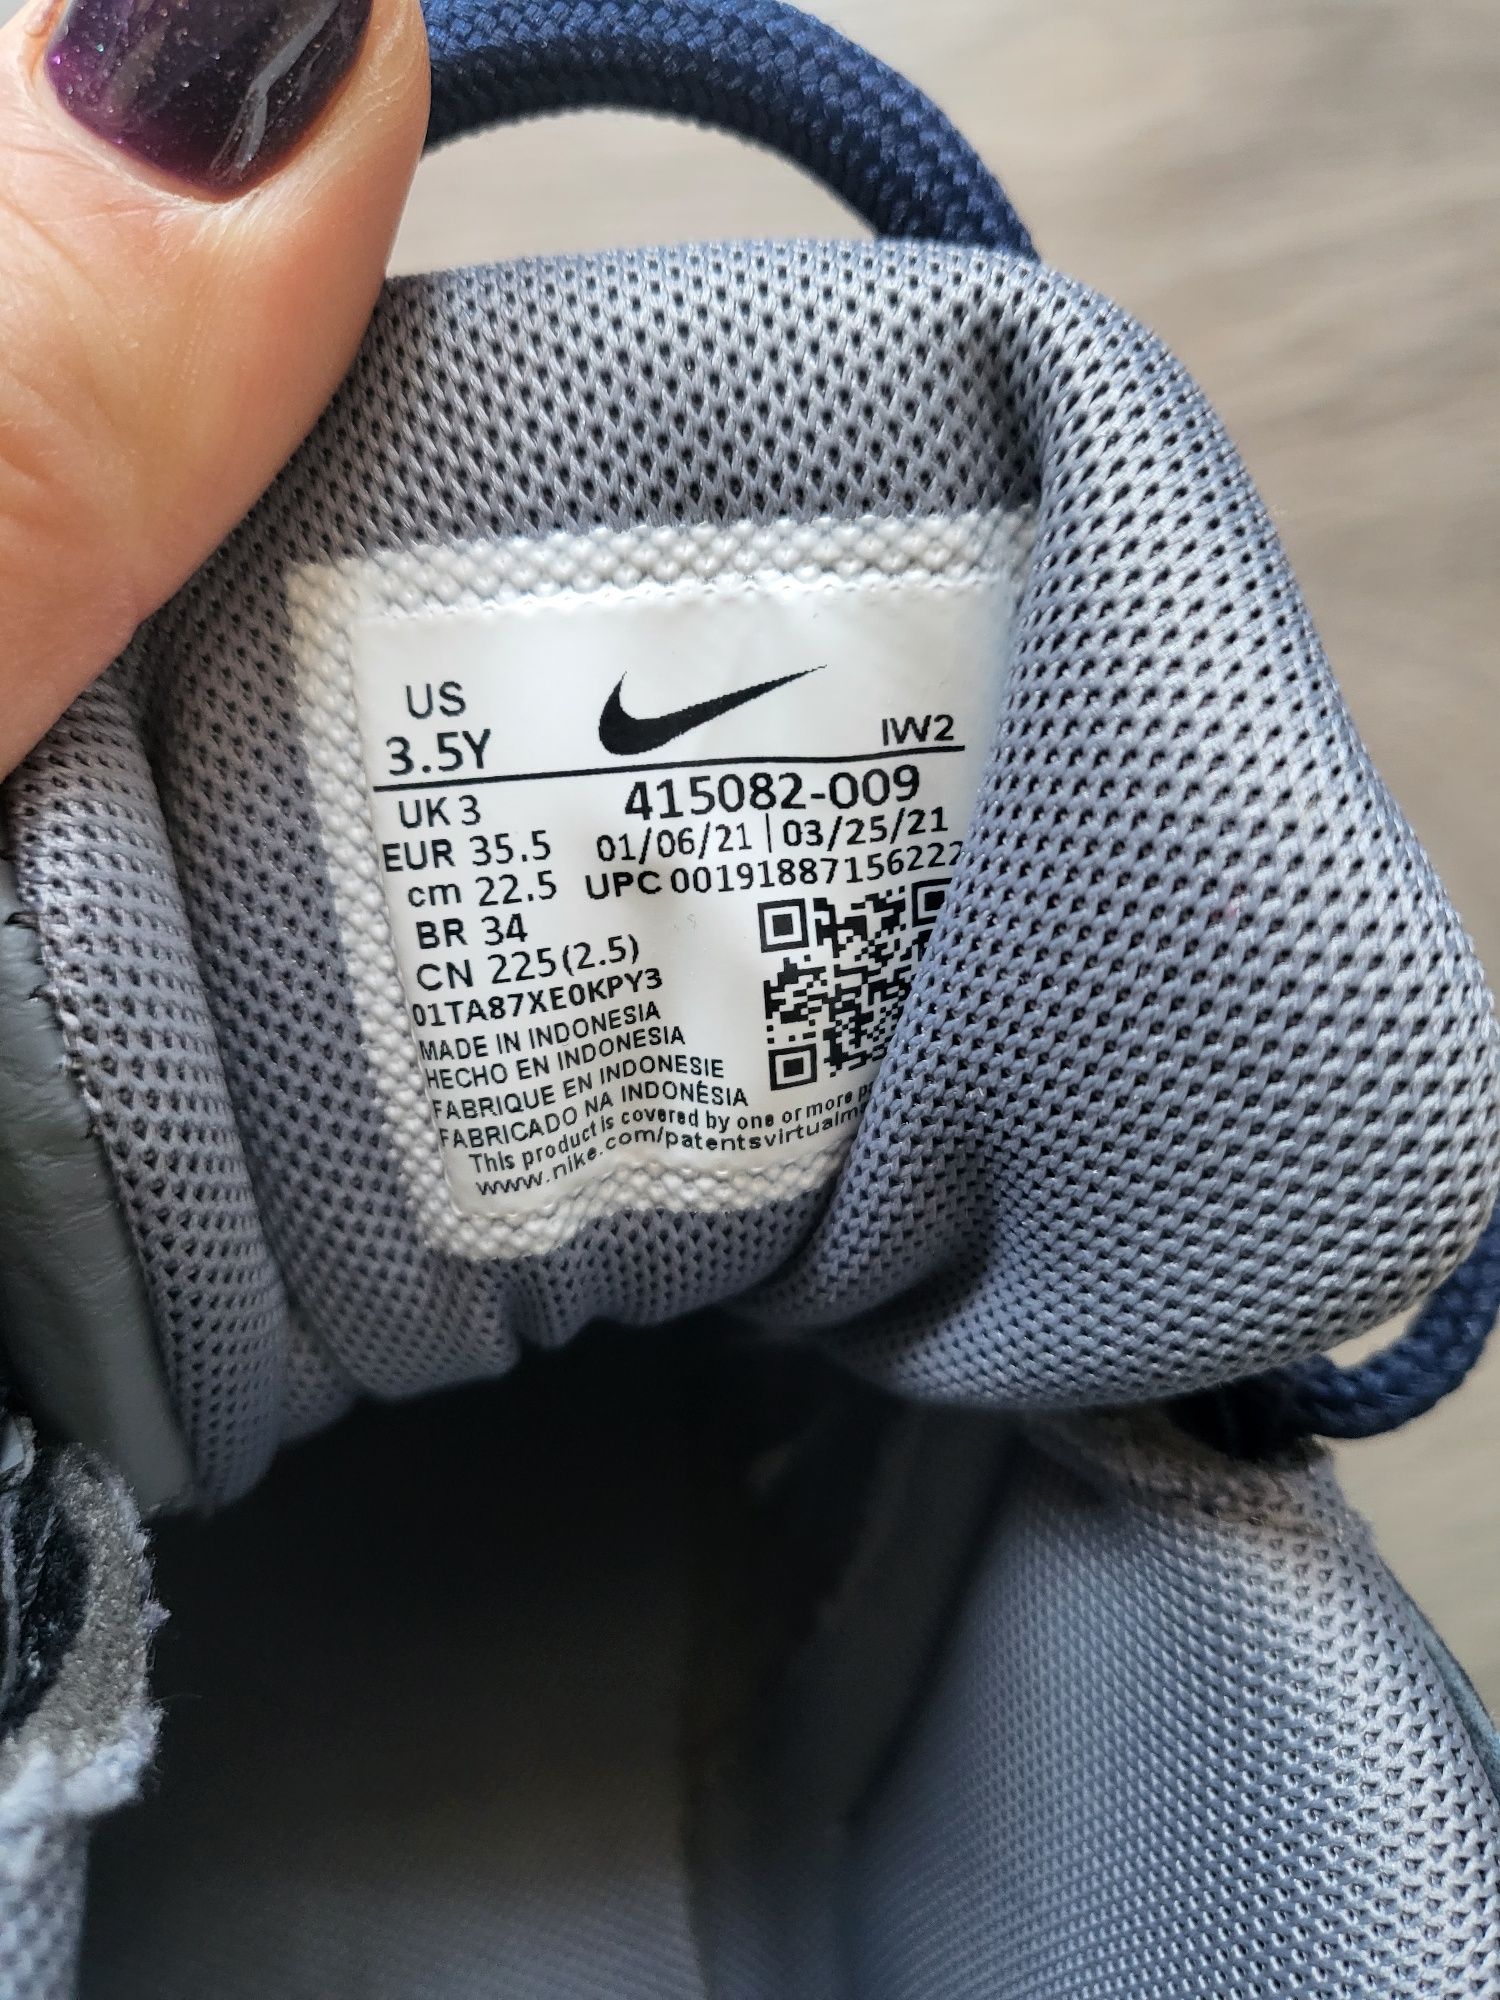 US
3.5Y
IW2
UK 3
415082-009
EUR 35.5
01/06/21 | 03/25/21
cm 22.5
UPC 00191887156222
BR 34
CN 225(2.5)
01TA87XE0KPY3
MADE IN INDONESIA
HECHO EN INDONESIA
FABRIQUE EN INDONESIE
FABRICADO NA INDONÉSIA
This product is covered by one or more
www.nike.com/patentsvirtualma